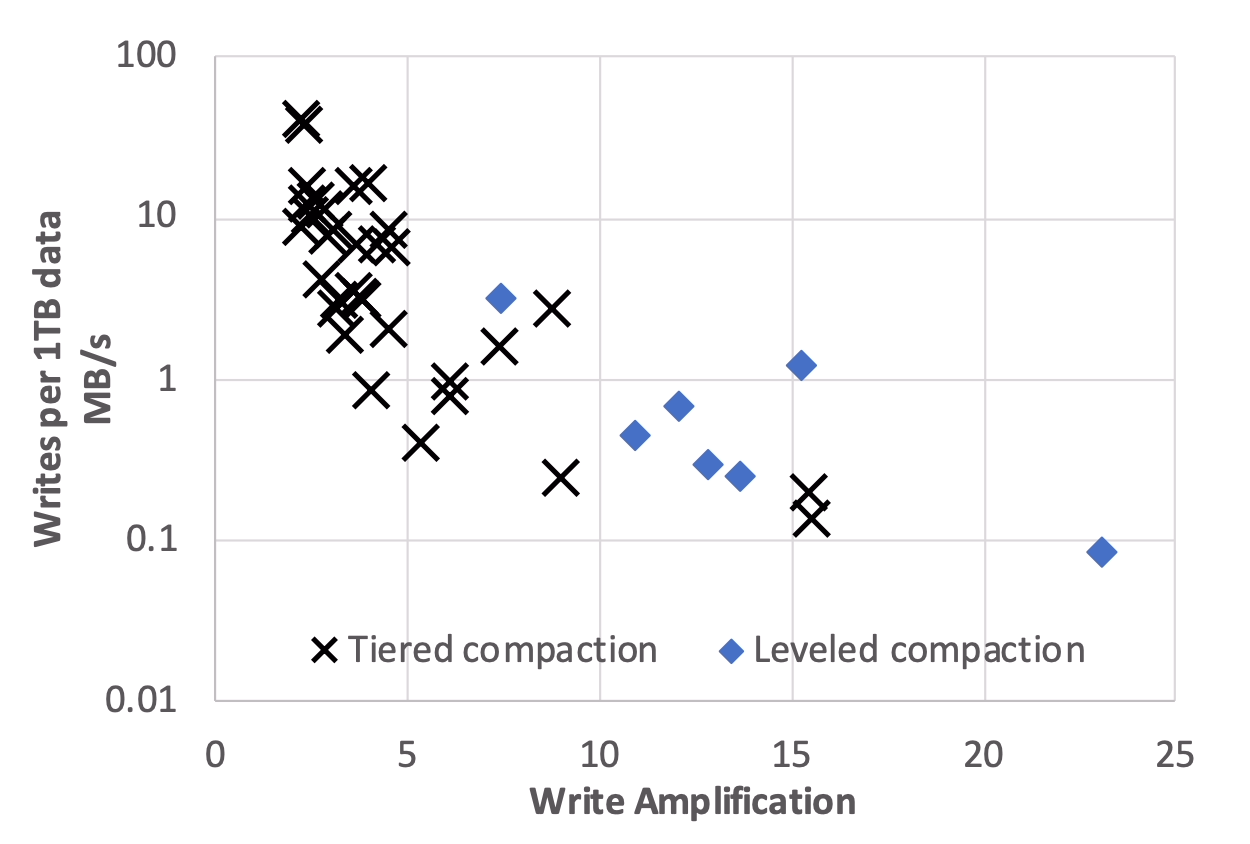 100
10
1
0.1
0.01
Writes per 1TB data
MB/s
Tiered compaction
Leveled compaction
0
5
10
15
20
25
Write Amplification